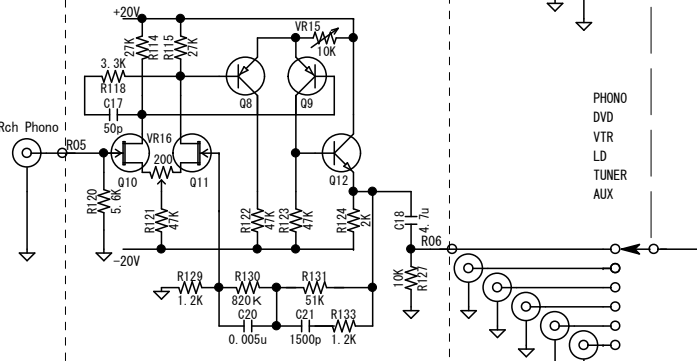 +20V
VR15
10K
27K
R114
R115
27K
3.3K
R118
C17
50p
Q8
Q9
PHONO
DVD
VTR
LD
TUNER
AUX
Rch Phono
R05
VR16
200
Q10
Q11
Q12
R120
5.6K
R121
47K
R122
47K
R123
47K
R124
2K
C18
4.7u
R06
-20V
10K
R127
R129
1.2K
R130
820K
R131
51K
C20
0.005u
C21
1500p
R133
1.2K